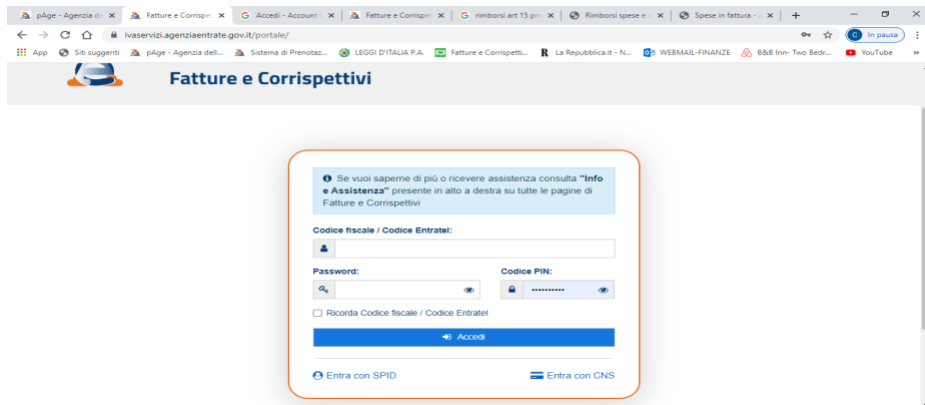 pAge - Agenzia de
Fatture e Corrispet
Accedi - Account
Fatture e Corrispet
rimborsi art 15 pr
Rimborsi spese e
Spese in fattura -
ivaservizi.agenziaentrate.gov.it/portale/
C In pausa
App
Siti suggeriti
pAge - Agenzia dell...
Sistema di Prenotaz...
LEGGI D'ITALIA P.A.
Fatture e Corrispetti...
R La Repubblica.it - N...
WEBMAIL-FINANZE
B&B Inn- Two Bedr...
YouTube
Fatture e Corrispettivi
Se vuoi saperne di più o ricevere assistenza consulta "Info
e Assistenza" presente in alto a destra su tutte le pagine di
Fatture e Corrispettivi
Codice fiscale / Codice Entratel:
Password:
Codice PIN:
Ricorda Codice fiscale / Codice Entratel
Accedi
Entra con SPID
Entra con CNS